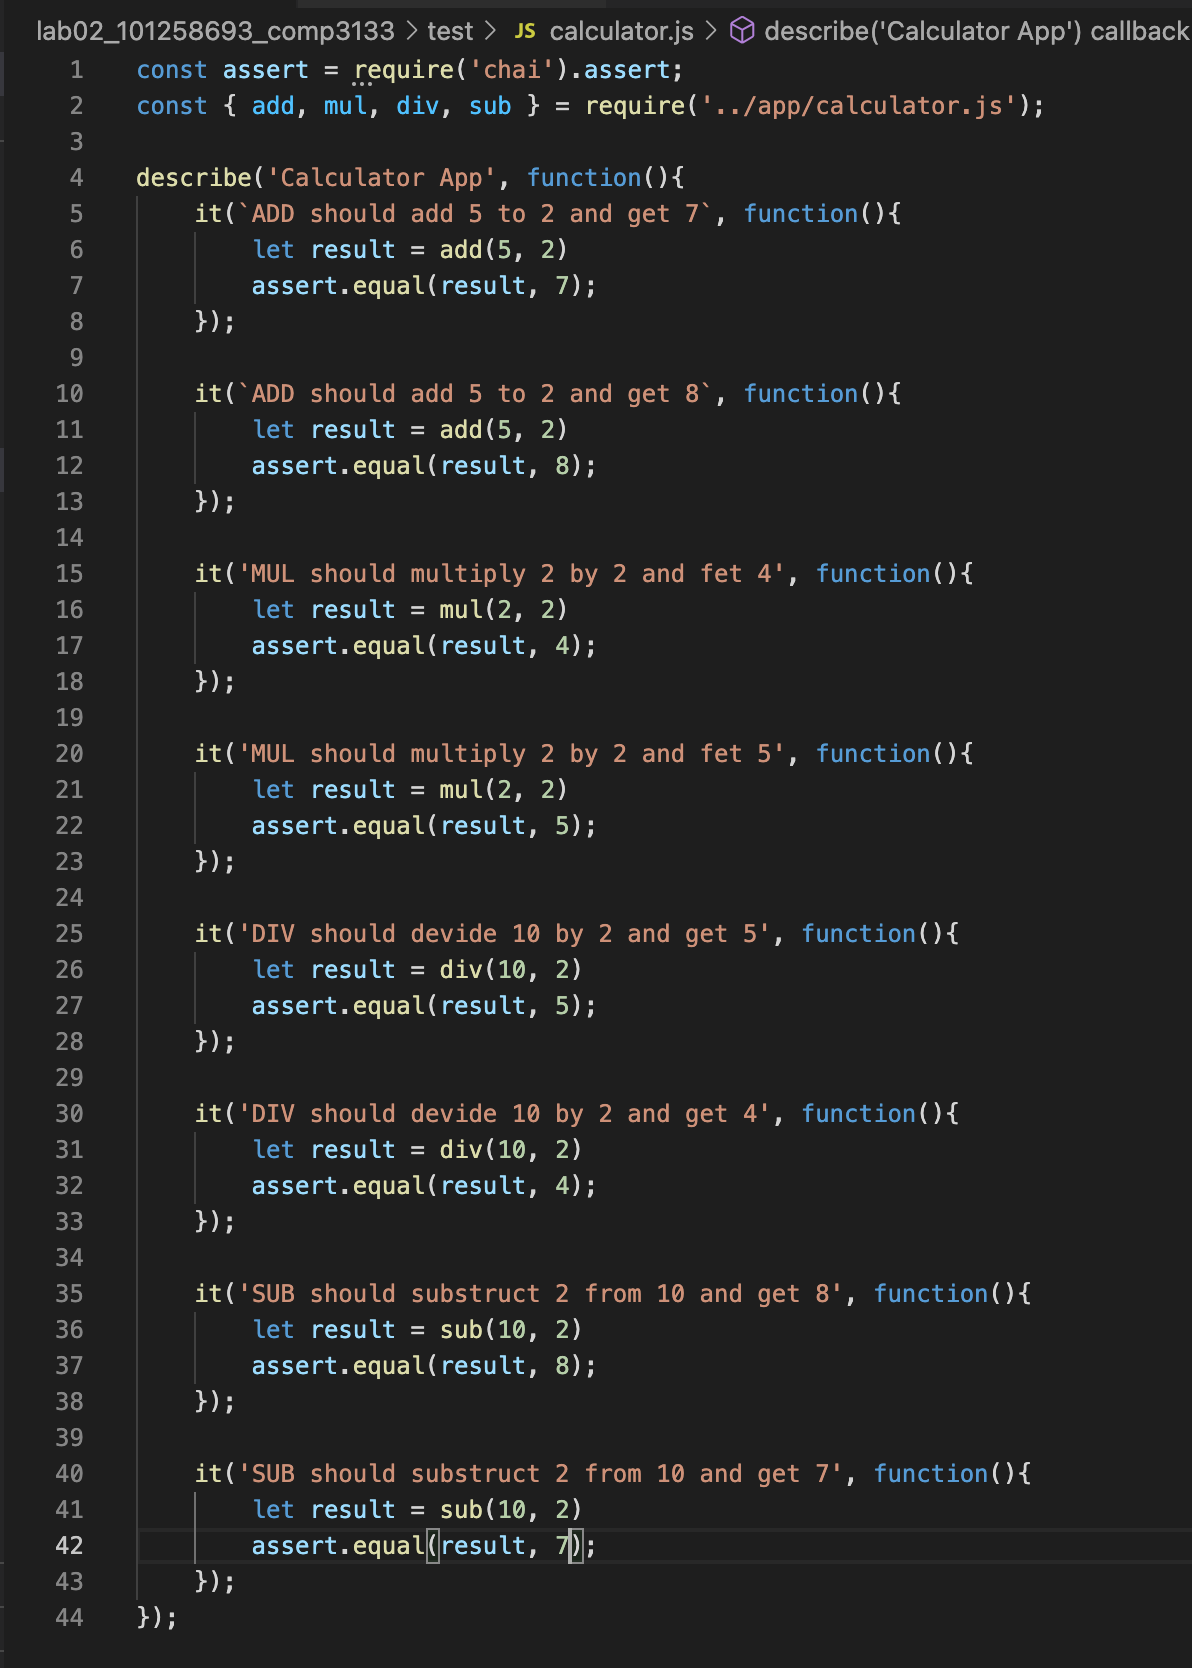 lab02_101258693_comp3133 > test > JS calculator.js > describe('Calculator App') callback
1 const assert = require('chai').assert;
2 const { add, mul, div, sub } = require('../app/calculator.js');
3
4 describe('Calculator App', function(){
5     it(`ADD should add 5 to 2 and get 7`, function(){
6         let result = add(5, 2)
7         assert.equal(result, 7);
8     });
9
10     it(`ADD should add 5 to 2 and get 8`, function(){
11         let result = add(5, 2)
12         assert.equal(result, 8);
13     });
14
15     it('MUL should multiply 2 by 2 and fet 4', function(){
16         let result = mul(2, 2)
17         assert.equal(result, 4);
18     });
19
20     it('MUL should multiply 2 by 2 and fet 5', function(){
21         let result = mul(2, 2)
22         assert.equal(result, 5);
23     });
24
25     it('DIV should devide 10 by 2 and get 5', function(){
26         let result = div(10, 2)
27         assert.equal(result, 5);
28     });
29
30     it('DIV should devide 10 by 2 and get 4', function(){
31         let result = div(10, 2)
32         assert.equal(result, 4);
33     });
34
35     it('SUB should substruct 2 from 10 and get 8', function(){
36         let result = sub(10, 2)
37         assert.equal(result, 8);
38     });
39
40     it('SUB should substruct 2 from 10 and get 7', function(){
41         let result = sub(10, 2)
42         assert.equal(result, 7);
43     });
44 });